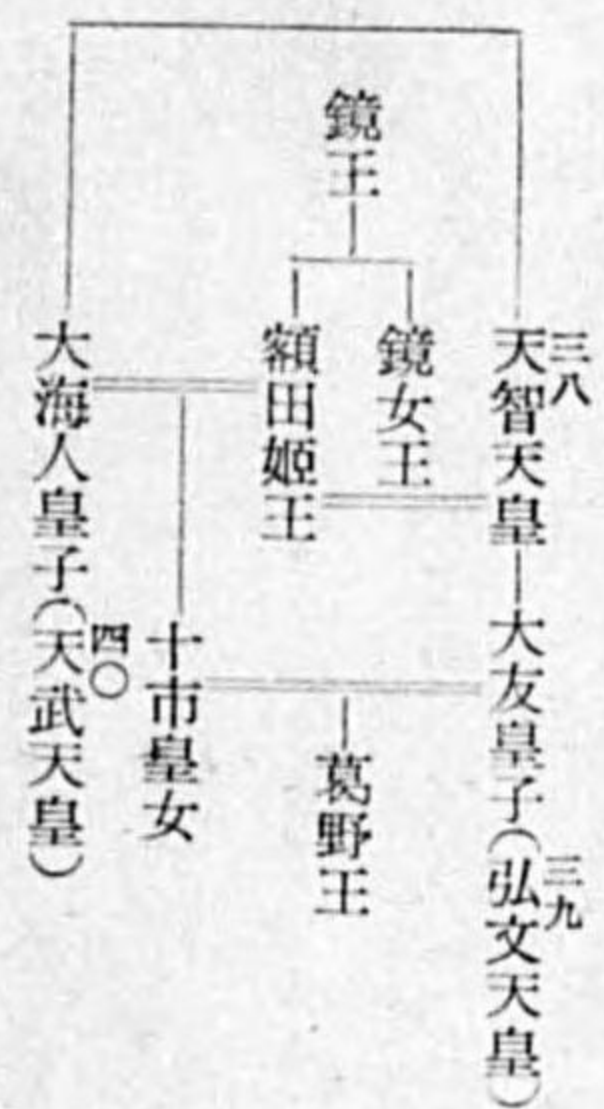 三八
天智天皇
大友皇子（弘文天皇）
三九
鏡王
鏡女王
額田姬王
葛野王
十市皇女
大海人皇子（天武天皇）
四〇